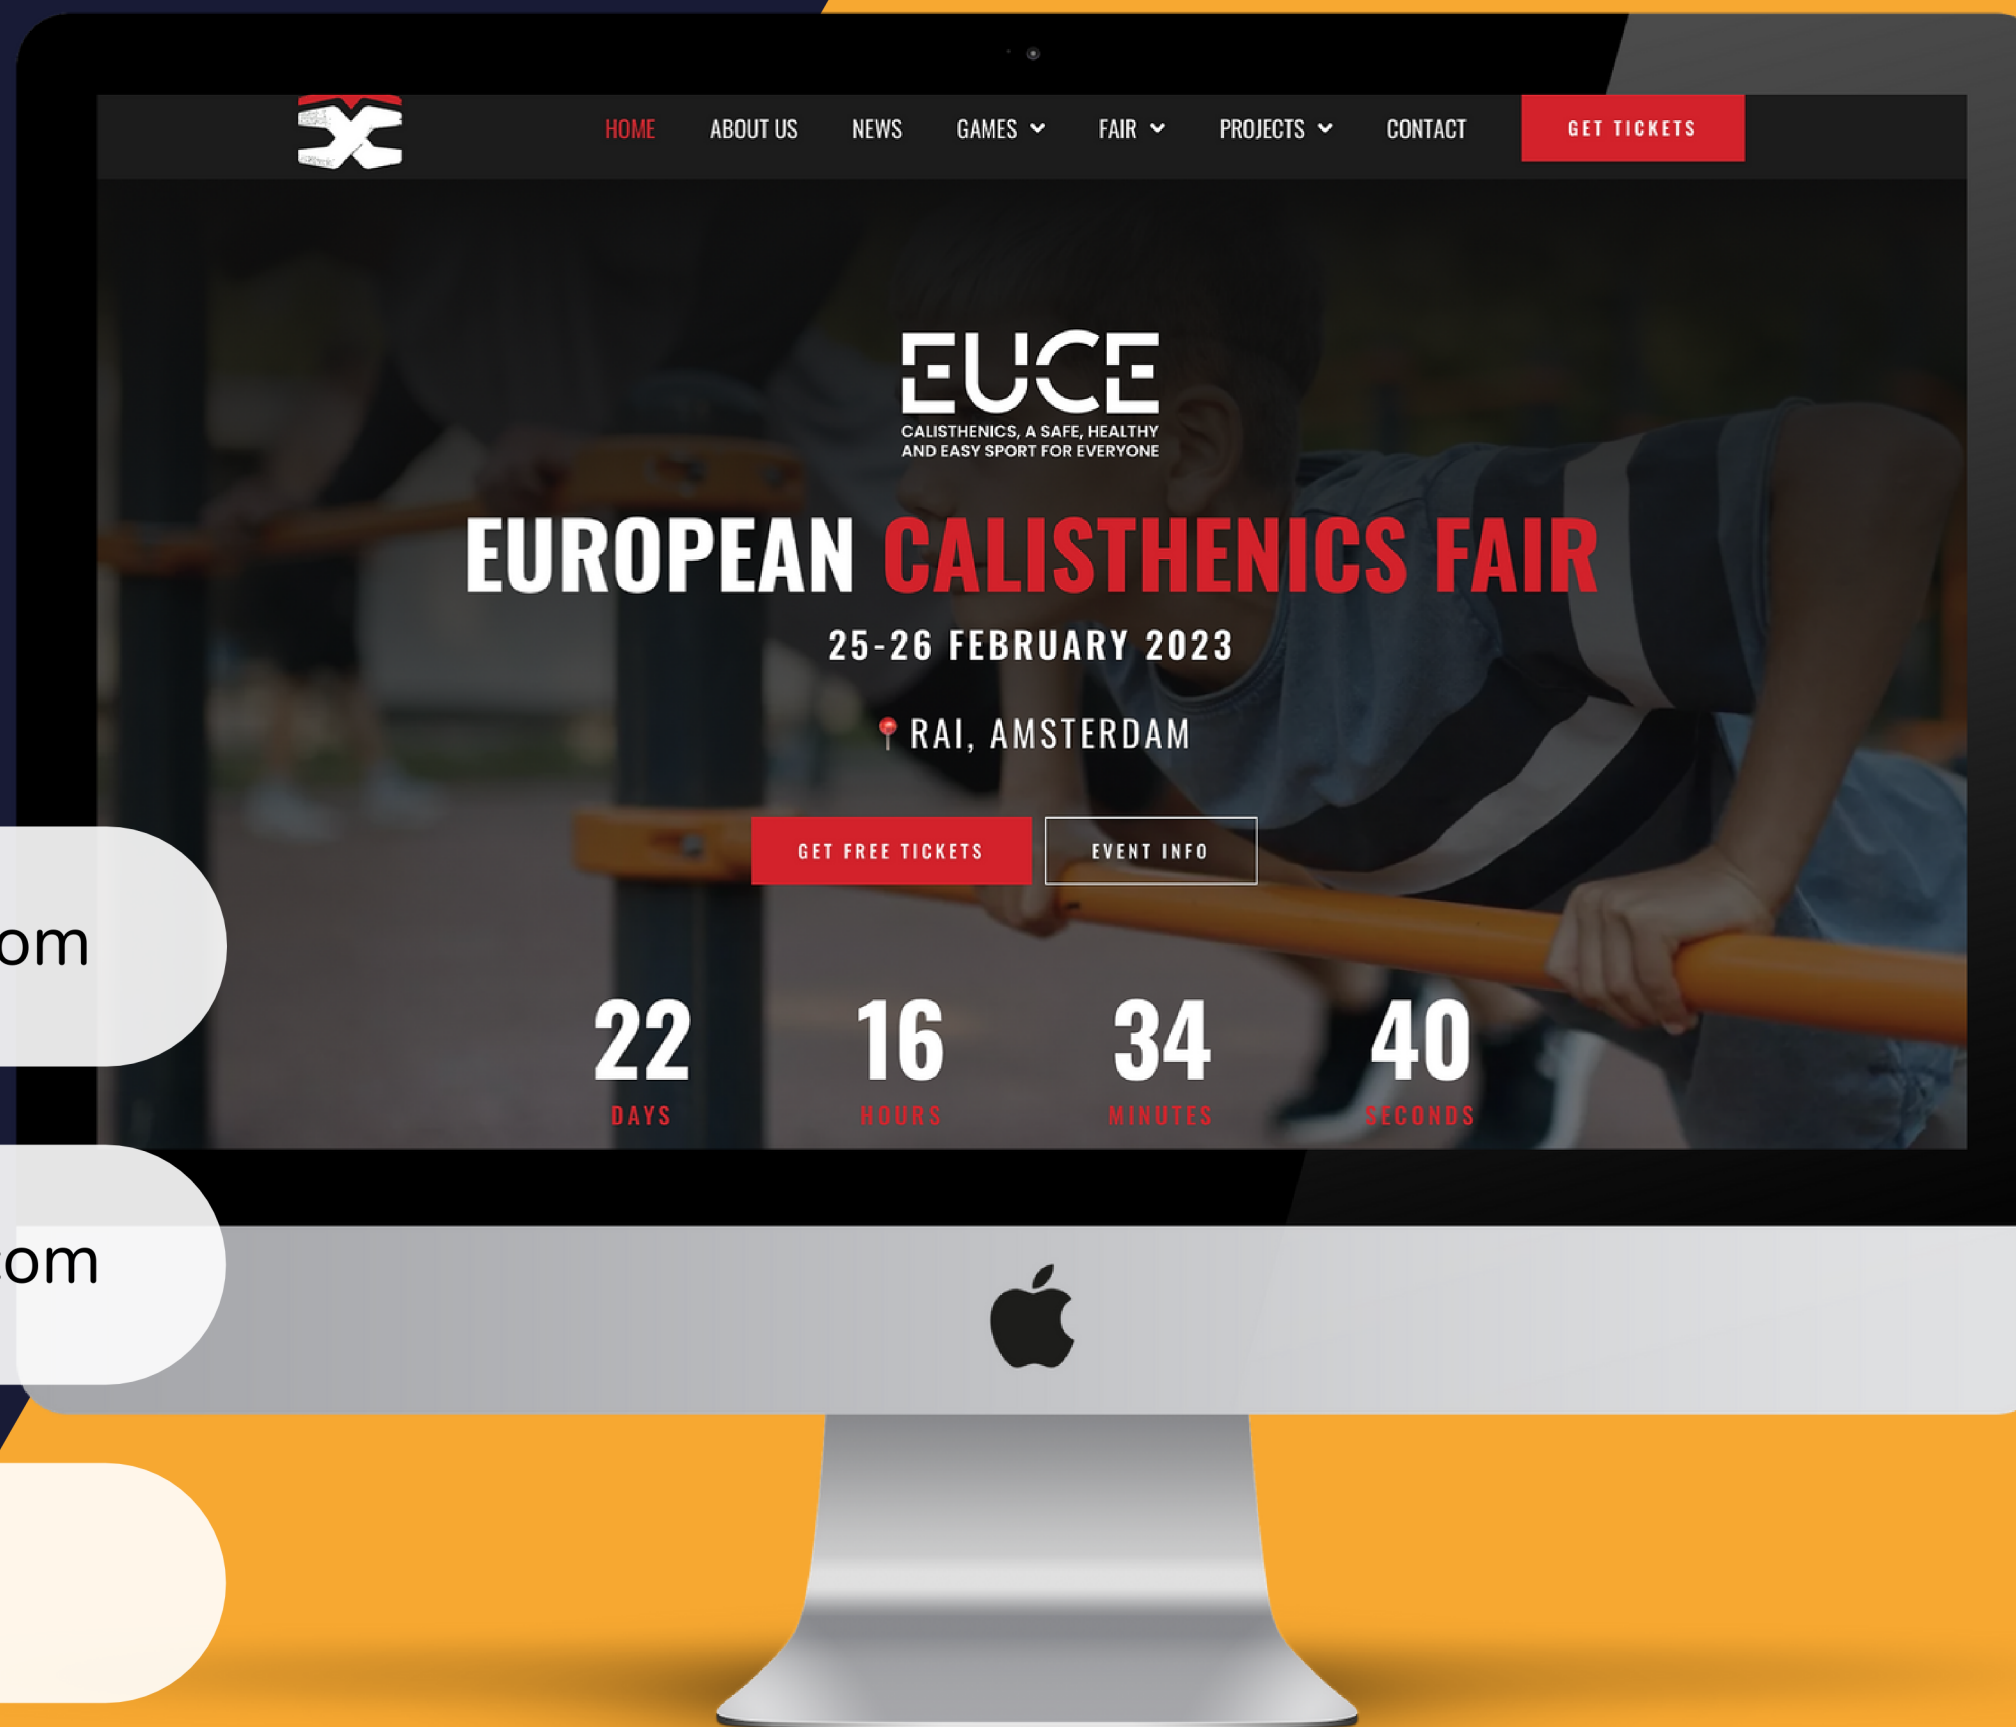 HOME ABOUT US NEWS GAMES FAIR PROJECTS CONTACT GET TICKETS
EUCE
CALISTHENICS, A SAFE, HEALTHY
AND EASY SPORT FOR EVERYONE
EUROPEAN CALISTHENICS FAIR
25-26 FEBRUARY 2023
RAI, AMSTERDAM
GET FREE TICKETS EVENT INFO
om
22 16 34 40
DAYS HOURS MINUTES SECONDS
com